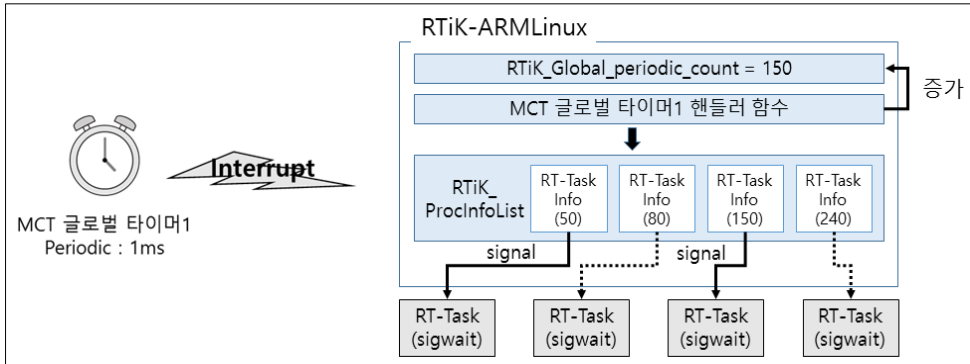 RTiK-ARMLinux
RTiK_Global_periodic_count = 150
MCT 글로벌 타이머1 핸들러 함수
증가
Interrupt
MCT 글로벌 타이머1
Periodic : 1ms
RTiK_
ProcInfoList
RT-Task
Info
(50)
RT-Task
Info
(80)
RT-Task
Info
(150)
RT-Task
Info
(240)
signal
signal
RT-Task
(sigwait)
RT-Task
(sigwait)
RT-Task
(sigwait)
RT-Task
(sigwait)